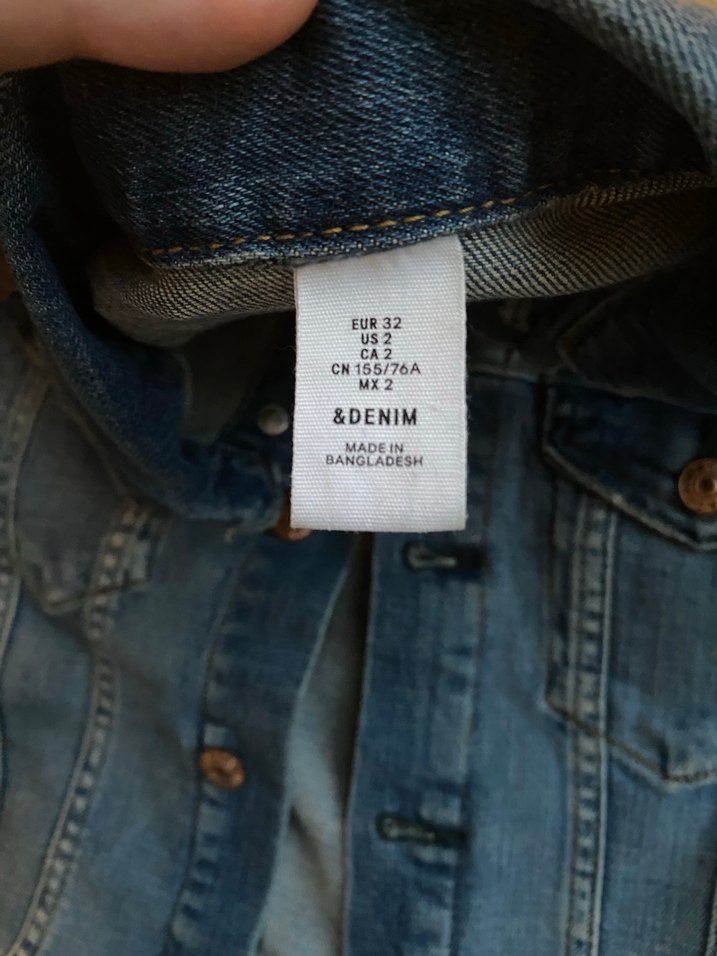 EUR 32
US 2
CA 2
CN 155/76A
MX 2
&DENIM
MADE IN
BANGLADESH